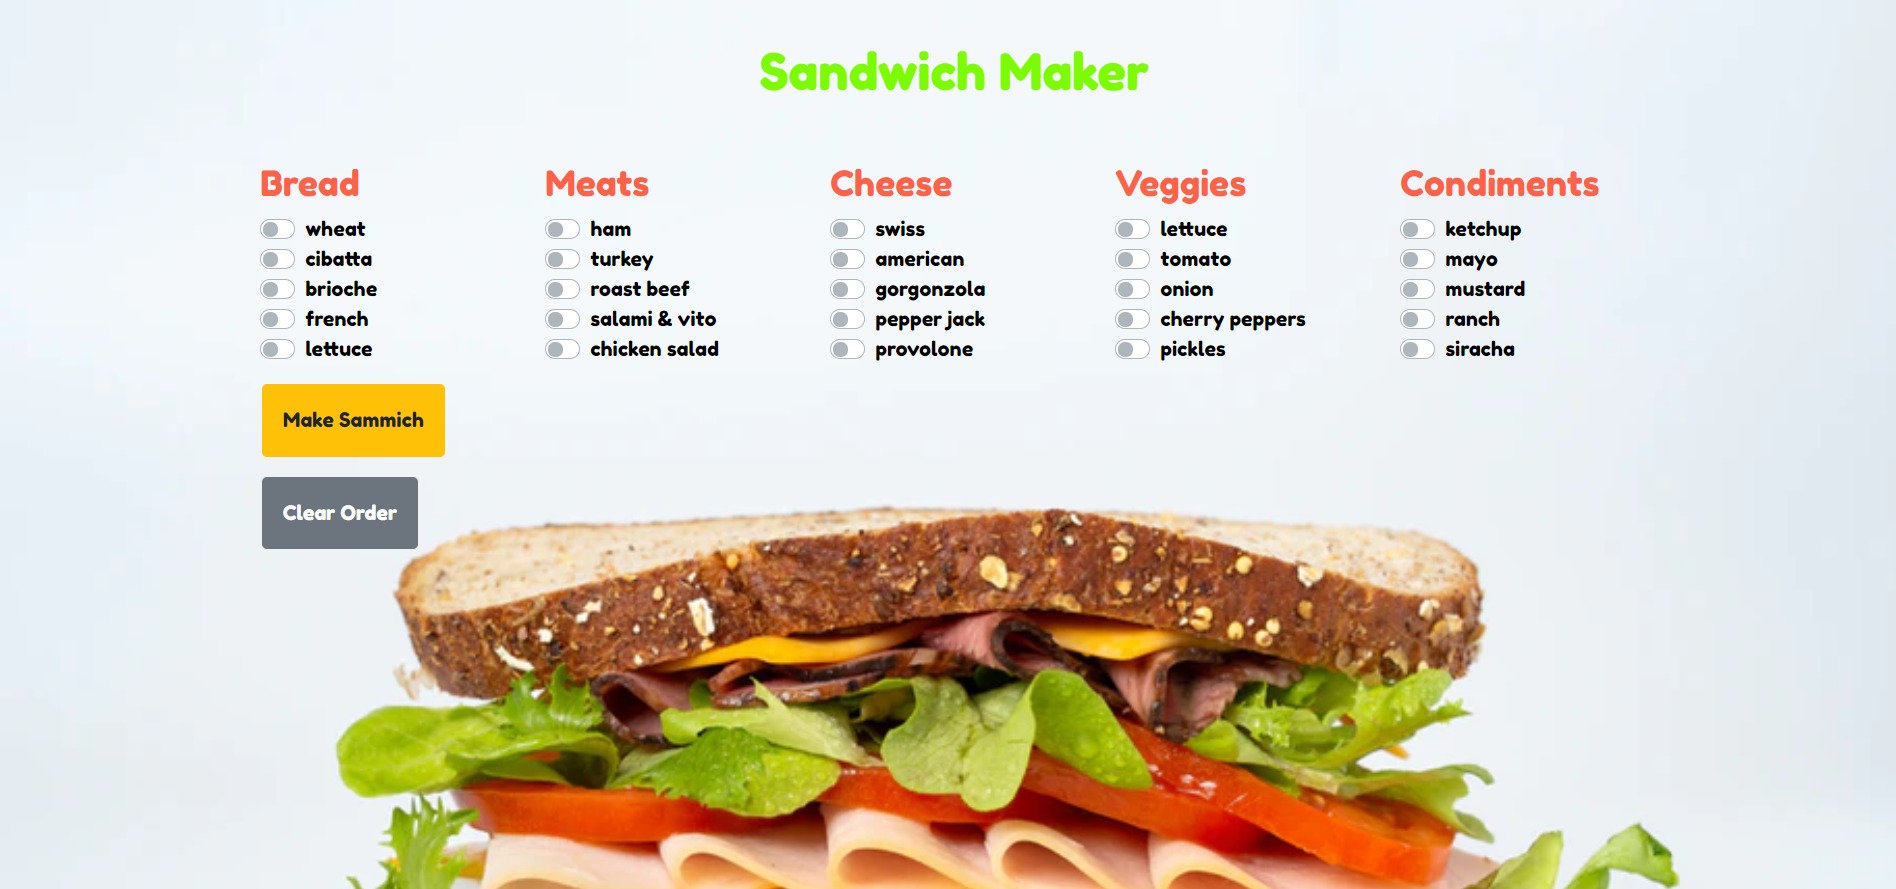 Sandwich Maker
Bread
wheat
cibatta
brioche
french
lettuce
Meats
ham
turkey
roast beef
salami & vito
chicken salad
Cheese
swiss
american
gorgonzola
pepper jack
provolone
Veggies
lettuce
tomato
onion
cherry peppers
pickles
Condiments
ketchup
mayo
mustard
ranch
siracha
Make Sammich
Clear Order